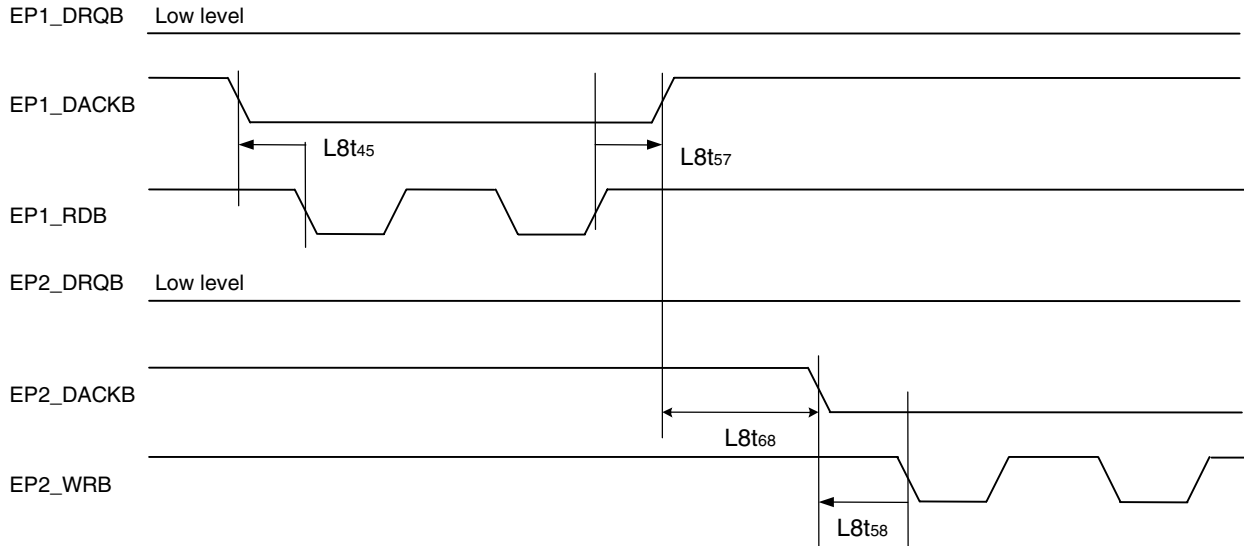 EP1_DRQB Low level
EP1_DACKB
L8t45
L8t57
EP1_RDB
EP2_DRQB Low level
EP2_DACKB
L8t68
EP2_WRB
L8t58